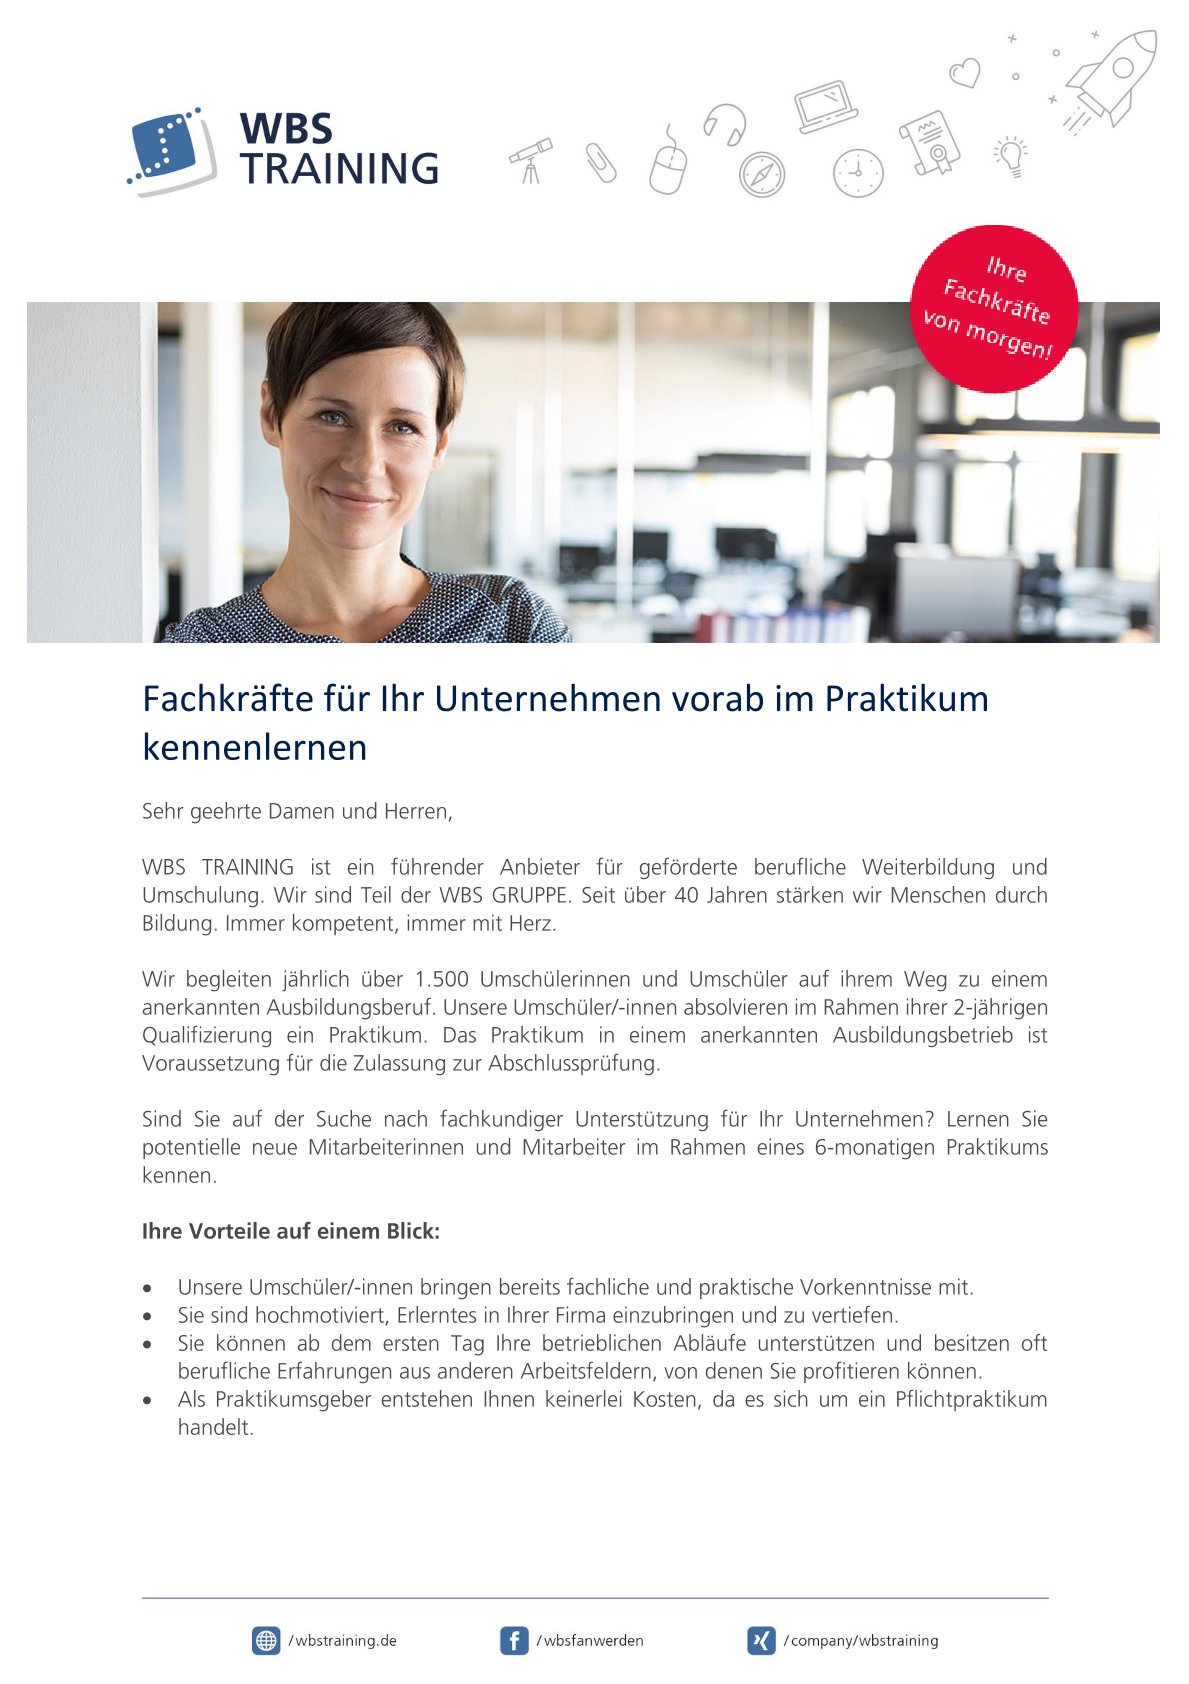 WBS
TRAINING
Ihre
Fachkräfte
von morgen!
Fachkräfte für Ihr Unternehmen vorab im Praktikum
kennenlernen
Sehr geehrte Damen und Herren,
WBS TRAINING ist ein führender Anbieter für geförderte berufliche Weiterbildung und
Umschulung. Wir sind Teil der WBS GRUPPE. Seit über 40 Jahren stärken wir Menschen durch
Bildung. Immer kompetent, immer mit Herz.
Wir begleiten jährlich über 1.500 Umschülerinnen und Umschüler auf ihrem Weg zu einem
anerkannten Ausbildungsberuf. Unsere Umschüler/-innen absolvieren im Rahmen ihrer 2-jährigen
Qualifizierung ein Praktikum. Das Praktikum in einem anerkannten Ausbildungsbetrieb ist
Voraussetzung für die Zulassung zur Abschlussprüfung.
Sind Sie auf der Suche nach fachkundiger Unterstützung für Ihr Unternehmen? Lernen Sie
potentielle neue Mitarbeiterinnen und Mitarbeiter im Rahmen eines 6-monatigen Praktikums
kennen.
Ihre Vorteile auf einem Blick:
• Unsere Umschüler/-innen bringen bereits fachliche und praktische Vorkenntnisse mit.
• Sie sind hochmotiviert, Erlerntes in Ihrer Firma einzubringen und zu vertiefen.
• Sie können ab dem ersten Tag Ihre betrieblichen Abläufe unterstützen und besitzen oft
berufliche Erfahrungen aus anderen Arbeitsfeldern, von denen Sie profitieren können.
• Als Praktikumsgeber entstehen Ihnen keinerlei Kosten, da es sich um ein Pflichtpraktikum
handelt.
/wbstraining.de
/wbsfanwerden
/company/wbstraining